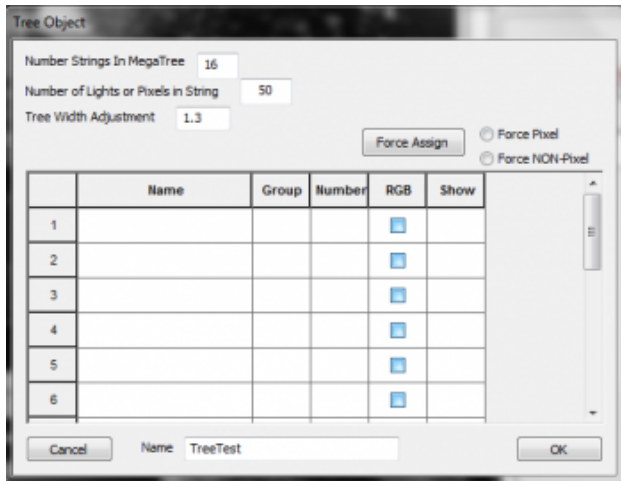 Tree Object
Number Strings In MegaTree 16
Number of Lights or Pixels in String 50
Tree Width Adjustment 1.3
Force Assign
Force Pixel
Force NON-Pixel
Name Group Number RGB Show
1
2
3
4
5
6
Cancel Name TreeTest OK